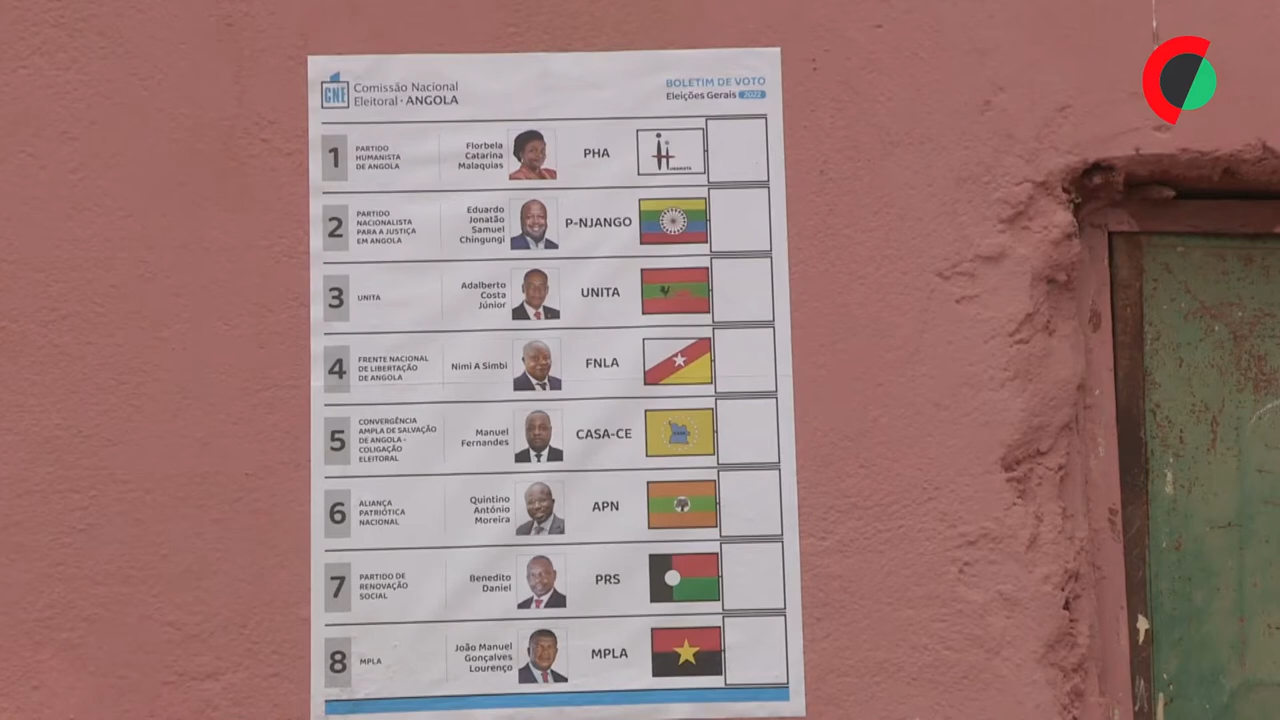 CNE
Comissão Nacional
Eleitoral · ANGOLA
BOLETIM DE VOTO
Eleições Gerais 2022
1
PARTIDO
HUMANISTA
DE ANGOLA
Florbela
Catarina
Malaquias
PHA
HUMANISTA
2
PARTIDO
NACIONALISTA
PARA A JUSTIÇA
EM ANGOLA
Eduardo
Jonatão
Samuel
Chingungi
P-NJANGO
3
UNITA
Adalberto
Costa
Júnior
UNITA
4
FRENTE NACIONAL
DE LIBERTAÇÃO
DE ANGOLA
Nimi A Simbi
FNLA
5
CONVERGÊNCIA
AMPLA DE SALVAÇÃO
DE ANGOLA -
COLIGAÇÃO
ELEITORAL
Manuel
Fernandes
CASA-CE
6
ALIANÇA
PATRIÓTICA
NACIONAL
Quintino
António
Moreira
APN
7
PARTIDO DE
RENOVAÇÃO
SOCIAL
Benedito
Daniel
PRS
8
MPLA
João Manuel
Gonçalves
Lourenço
MPLA